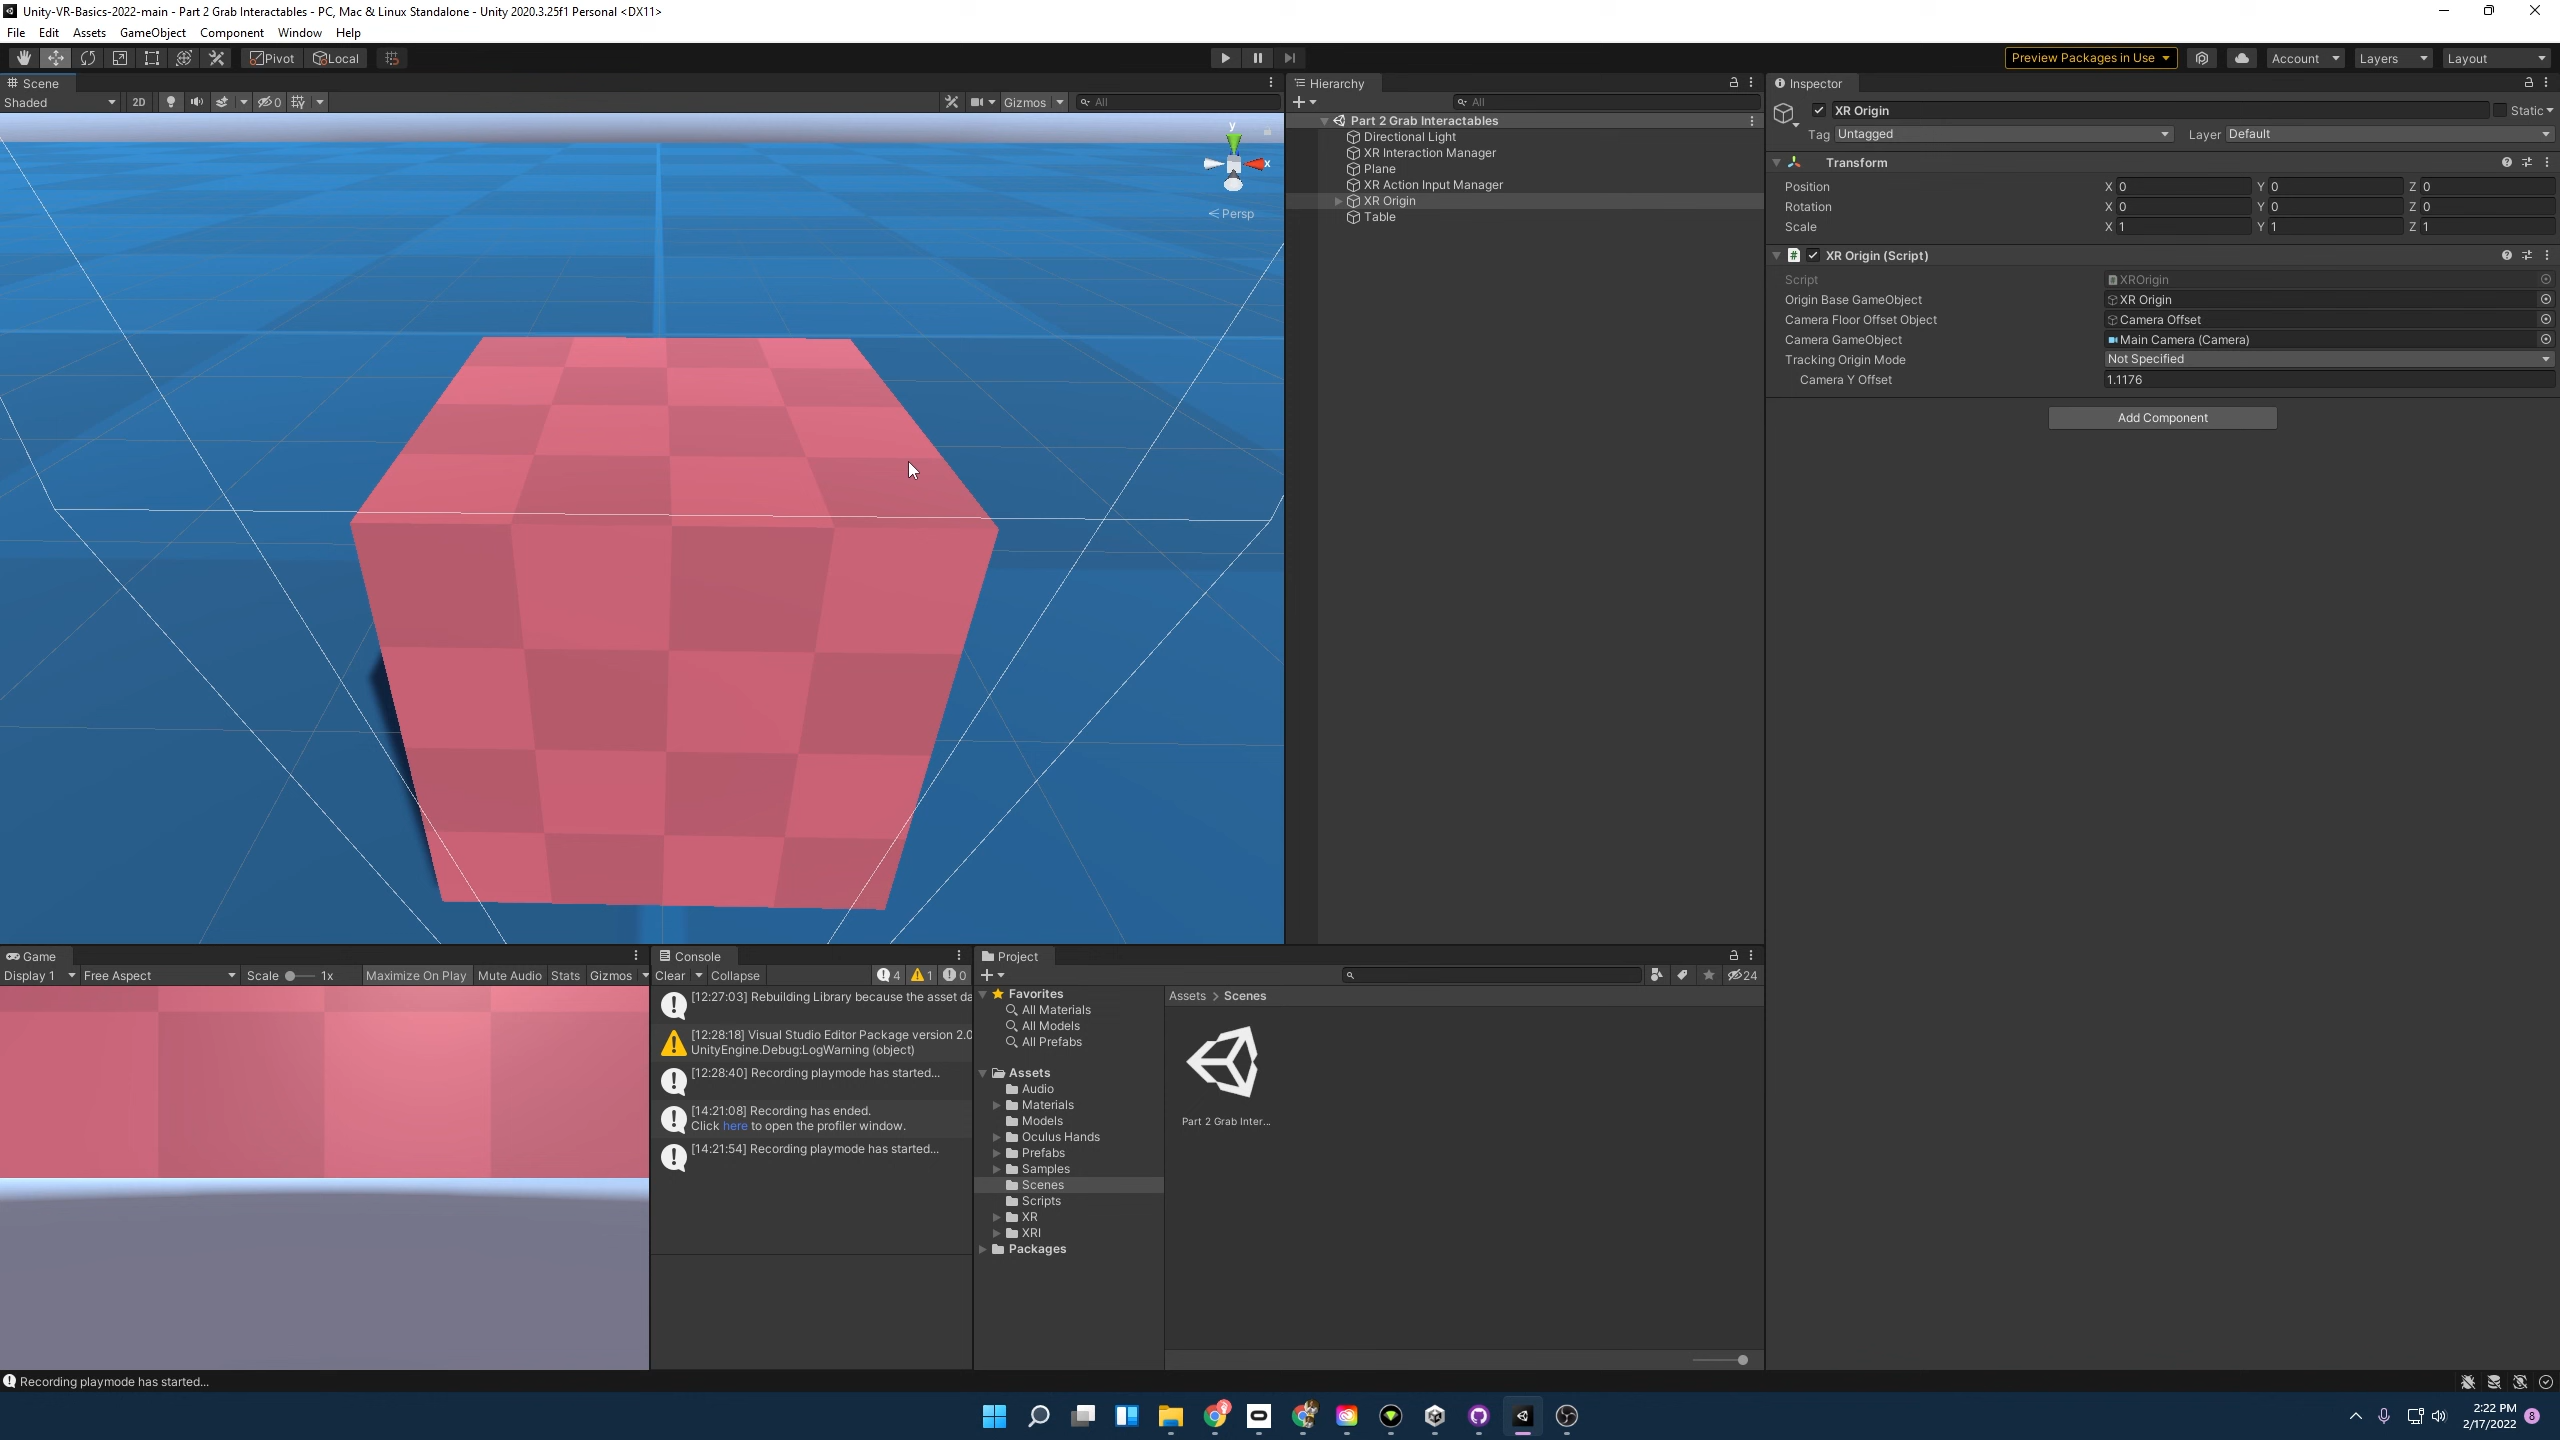 Unity-VR-Basics-2022-main - Part 2 Grab Interactables - PC, Mac & Linux Standalone - Unity 2020.3.25f1 Personal <DX11>
File Edit Assets GameObject Component Window Help
Pivot Local Preview Packages in Use Account Layers Layout
Scene
Shaded 2D 0 Gizmos All
y
x
Persp
Hierarchy
All
Part 2 Grab Interactables
Directional Light
XR Interaction Manager
Plane
XR Action Input Manager
XR Origin
Table
Inspector
XR Origin Static
Tag Untagged Layer Default
Transform
Position X 0 Y 0 Z 0
Rotation X 0 Y 0 Z 0
Scale X 1 Y 1 Z 1
# XR Origin (Script)
Script XROrigin
Origin Base GameObject XR Origin
Camera Floor Offset Object Camera Offset
Camera GameObject Main Camera (Camera)
Tracking Origin Mode Not Specified
Camera Y Offset 1.1176
Add Component
Game
Display 1 Free Aspect Scale 1x Maximize On Play Mute Audio Stats Gizmos
Console
Clear Collapse 4 1 0
[12:27:03] Rebuilding Library because the asset da
[12:28:18] Visual Studio Editor Package version 2.0
UnityEngine.Debug:LogWarning (object)
[12:28:40] Recording playmode has started...
[14:21:08] Recording has ended.
Click here to open the profiler window.
[14:21:54] Recording playmode has started...
Project
24
Favorites
All Materials
All Models
All Prefabs
Assets
Audio
Materials
Models
Oculus Hands
Prefabs
Samples
Scenes
Scripts
XR
XRI
Packages
Assets > Scenes
Part 2 Grab Inter...
Recording playmode has started...
2:22 PM
2/17/2022
8